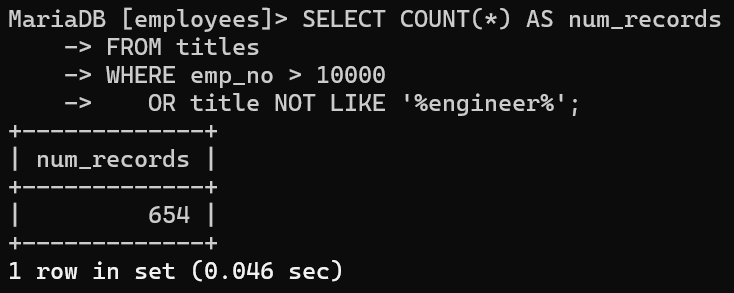 MariaDB [employees]> SELECT COUNT(*) AS num_records
    -> FROM titles
    -> WHERE emp_no > 10000
    ->    OR title NOT LIKE '%engineer%';
+-------------+
| num_records |
+-------------+
|         654 |
+-------------+
1 row in set (0.046 sec)